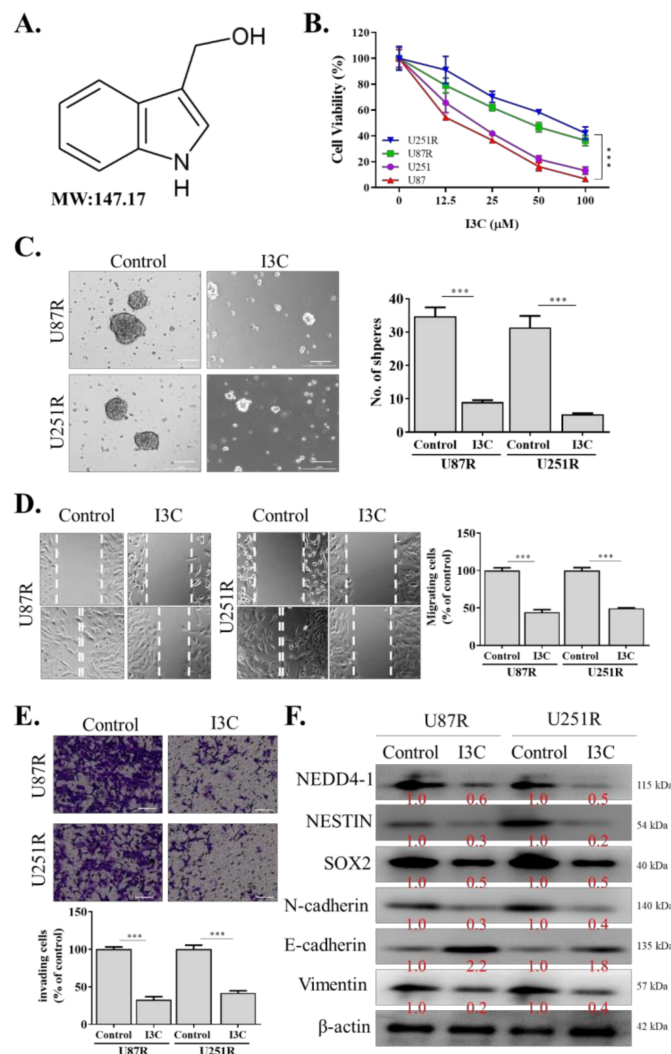 A.
OH
N
H
MW:147.17
B.
Cell Viability (%)
120
100
80
60
40
20
0
U251R
U87R
U251
U87
***
0 12.5 25 50 100
I3C (μM)
C.
Control I3C
U87R
U251R
No. of shperes
40
30
20
10
0
*** ***
Control I3C Control I3C
U87R U251R
D.
Control I3C Control I3C
U87R
U251R
Migrating cells
(% of control)
150
100
50
0
*** ***
Control I3C Control I3C
U87R U251R
E.
Control I3C
U87R
U251R
invading cells
(% of control)
150
100
50
0
*** ***
Control I3C Control I3C
U87R U251R
F.
U87R U251R
Control I3C Control I3C
NEDD4-1 115 kDa
1.0 0.6 1.0 0.5
NESTIN 54 kDa
1.0 0.3 1.0 0.2
SOX2 40 kDa
1.0 0.5 1.0 0.5
N-cadherin 140 kDa
1.0 0.3 1.0 0.4
E-cadherin 135 kDa
1.0 2.2 1.0 1.8
Vimentin 57 kDa
1.0 0.2 1.0 0.4
β-actin 42 kDa